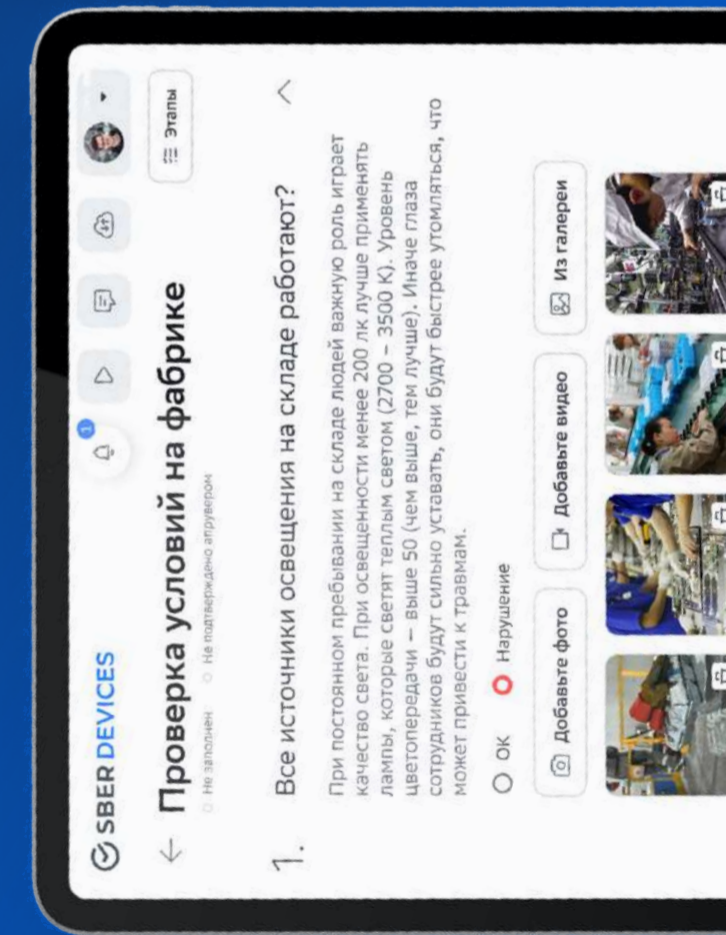 SBER DEVICES
1
Проверка условий на фабрике
Этапы
Не заполнен
Не подтверждено апрувером
1.
Все источники освещения на складе работают?
При постоянном пребывании на складе людей важную роль играет
качество света. При освещенности менее 200 лк лучше применять
лампы, которые светят теплым светом (2700 – 3500 К). Уровень
цветопередачи – выше 50 (чем выше, тем лучше). Иначе глаза
сотрудников будут сильно уставать, они будут быстрее утомляться, что
может привести к травмам.
ОК
Нарушение
Добавьте фото
Добавьте видео
Из галереи